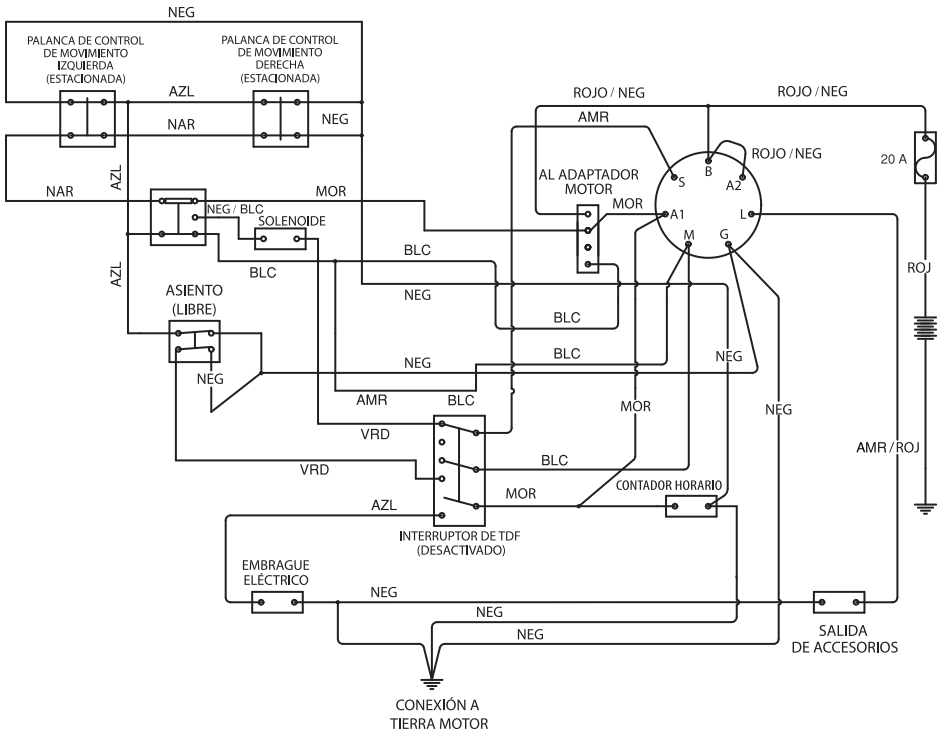 NEG
PALANCA DE CONTROL
DE MOVIMIENTO
IZQUIERDA
(ESTACIONADA)
PALANCA DE CONTROL
DE MOVIMIENTO
DERECHA
(ESTACIONADA)
AZL
NEG
NAR
ROJO / NEG
ROJO / NEG
AMR
ROJO / NEG
20 A
B
S
A2
A1
L
M
G
AL ADAPTADOR
MOTOR
MOR
AZL
NAR
MOR
NEG / BLC
SOLENOIDE
BLC
BLC
AZL
NEG
ROJ
ASIENTO
(LIBRE)
BLC
BLC
NEG
NEG
NEG
AMR
BLC
MOR
NEG
VRD
AMR / ROJ
BLC
VRD
CONTADOR HORARIO
MOR
AZL
INTERRUPTOR DE TDF
(DESACTIVADO)
EMBRAGUE
ELÉCTRICO
NEG
NEG
NEG
SALIDA
DE ACCESORIOS
CONEXIÓN A
TIERRA MOTOR